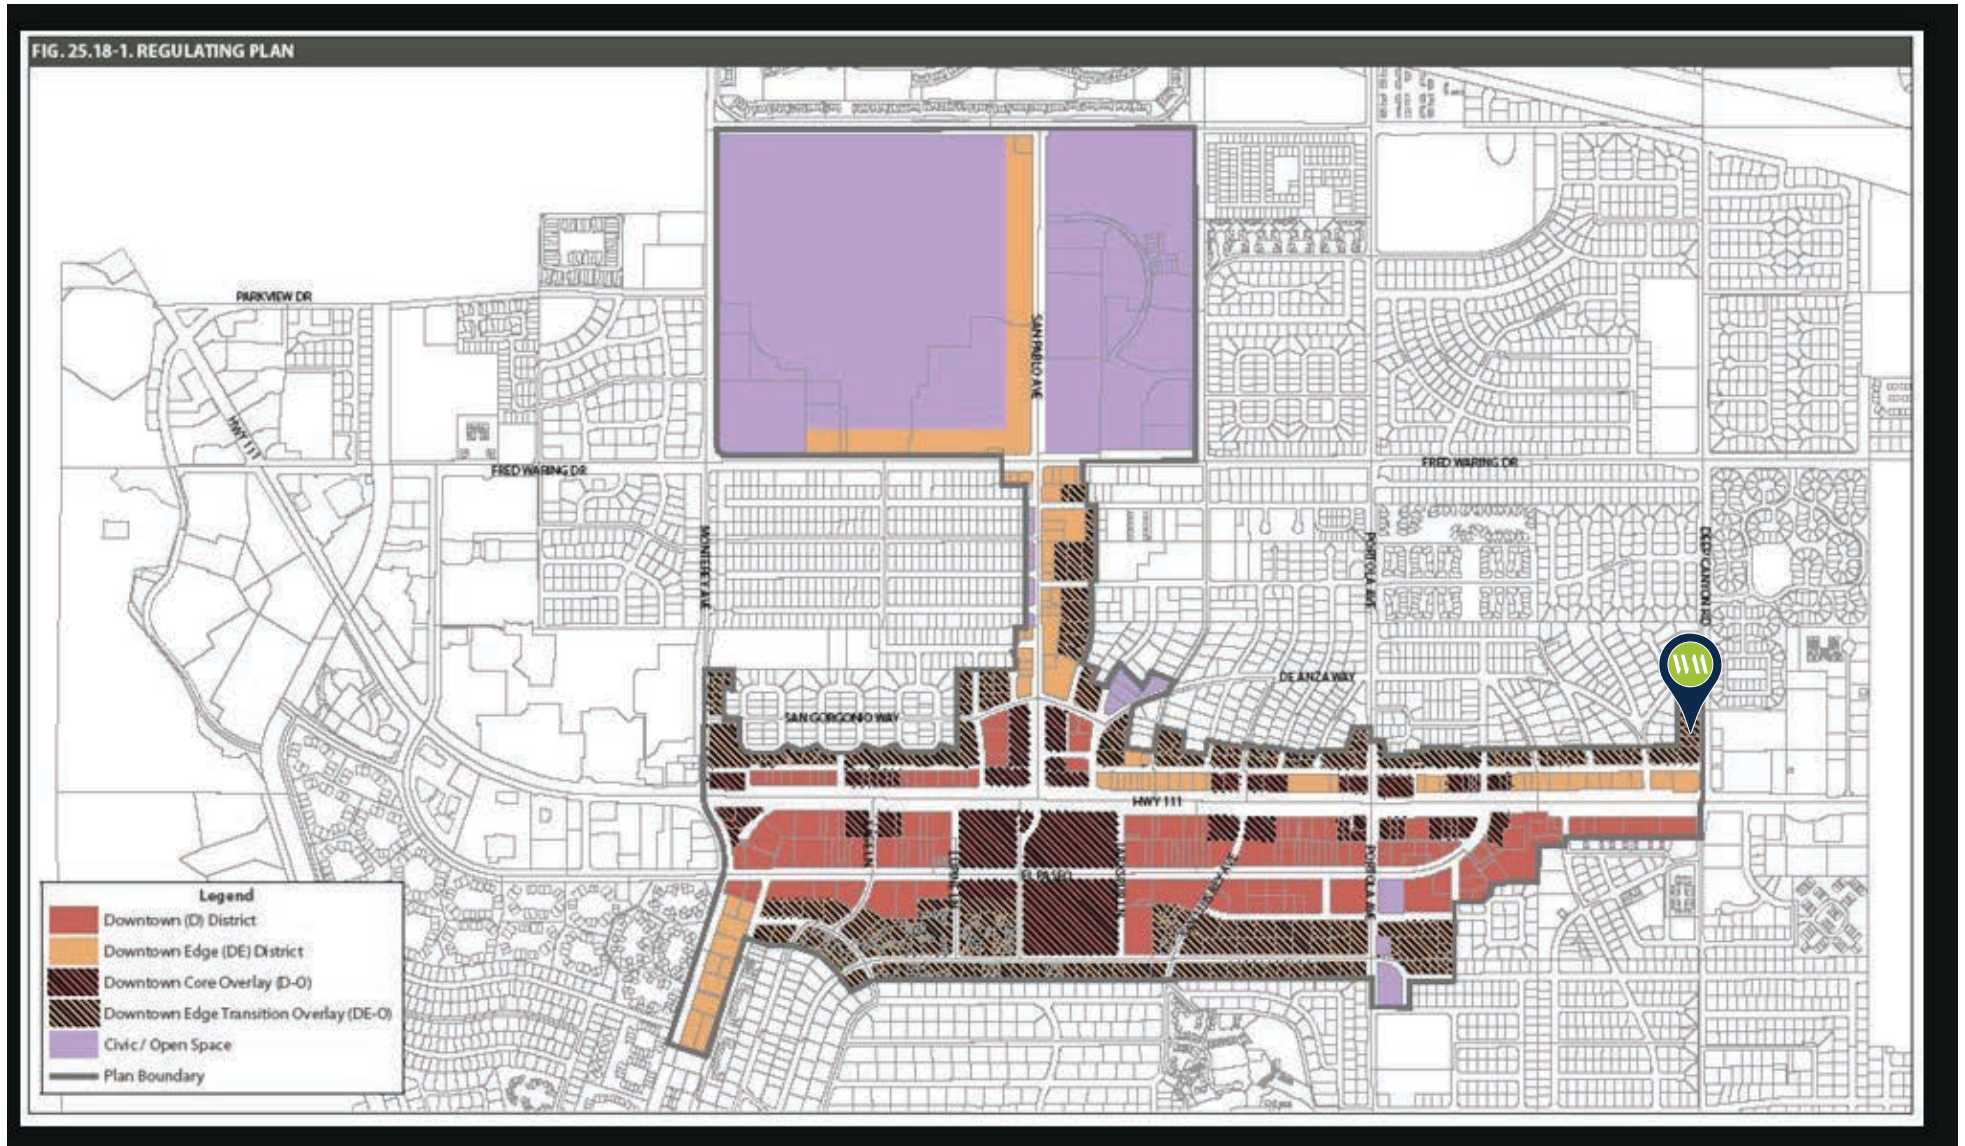 FIG. 25.18-1. REGULATING PLAN
PARKVIEW DR
SAN PABLO AVE
HWY 111
FRED WARING DR
FRED WARING DR
MONTEREY AVE
PORTOLA AVE
DEEP CANYON RD
DE ANZA WAY
SAN GORGONIO WAY
HWY 111
EL PASEO
PORTOLA AVE
Legend
Downtown (D) District
Downtown Edge (DE) District
Downtown Core Overlay (D-O)
Downtown Edge Transition Overlay (DE-O)
Civic / Open Space
Plan Boundary